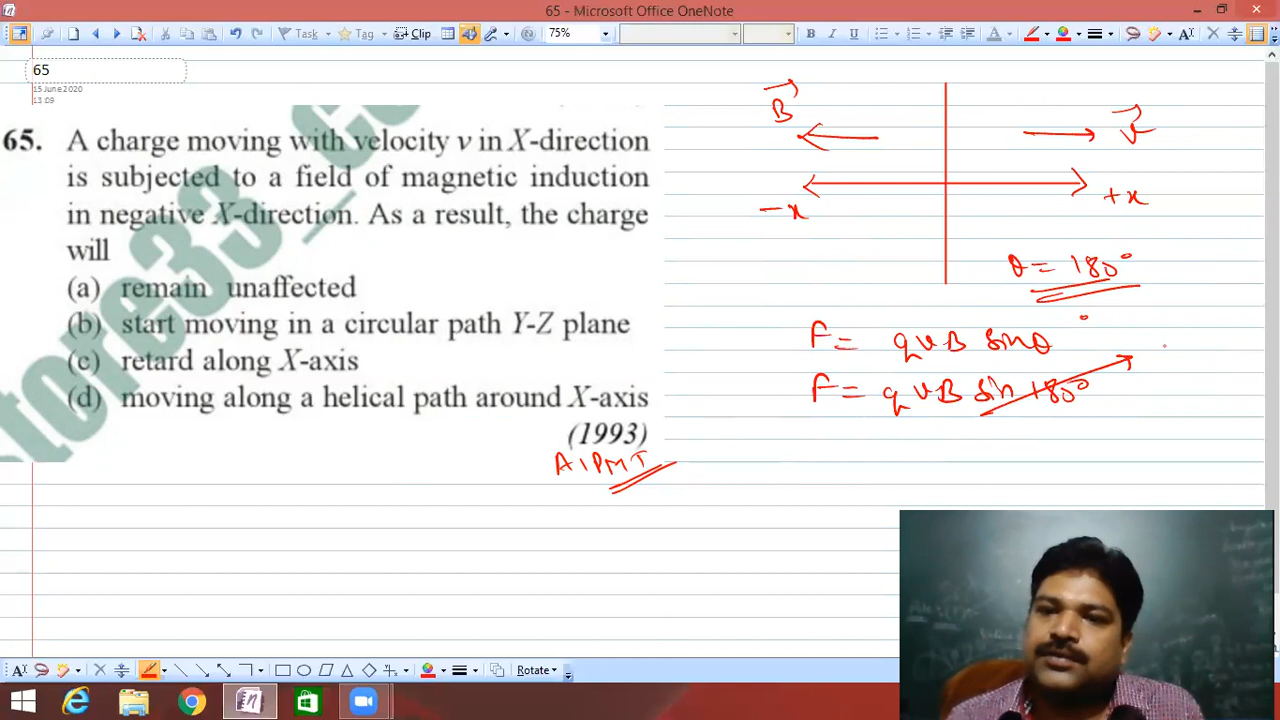 65 - Microsoft Office OneNote
Task Tag Clip 75% B I U A
65
15 June 2020
13:09
65. A charge moving with velocity v in X-direction
is subjected to a field of magnetic induction
in negative X-direction. As a result, the charge
will
(a) remain unaffected
(b) start moving in a circular path Y-Z plane
(c) retard along X-axis
(d) moving along a helical path around X-axis
(1993)
AIPMT
B
v
-x
+x
θ = 180°
F = qvB sinθ
F = qvB sin 180°
Rotate